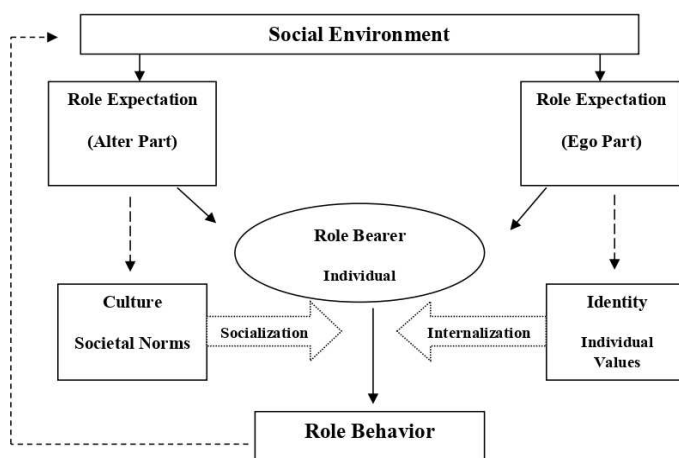 Social Environment
Role Expectation
(Alter Part)
Role Expectation
(Ego Part)
Role Bearer
Individual
Culture
Societal Norms
Socialization
Internalization
Identity
Individual
Values
Role Behavior